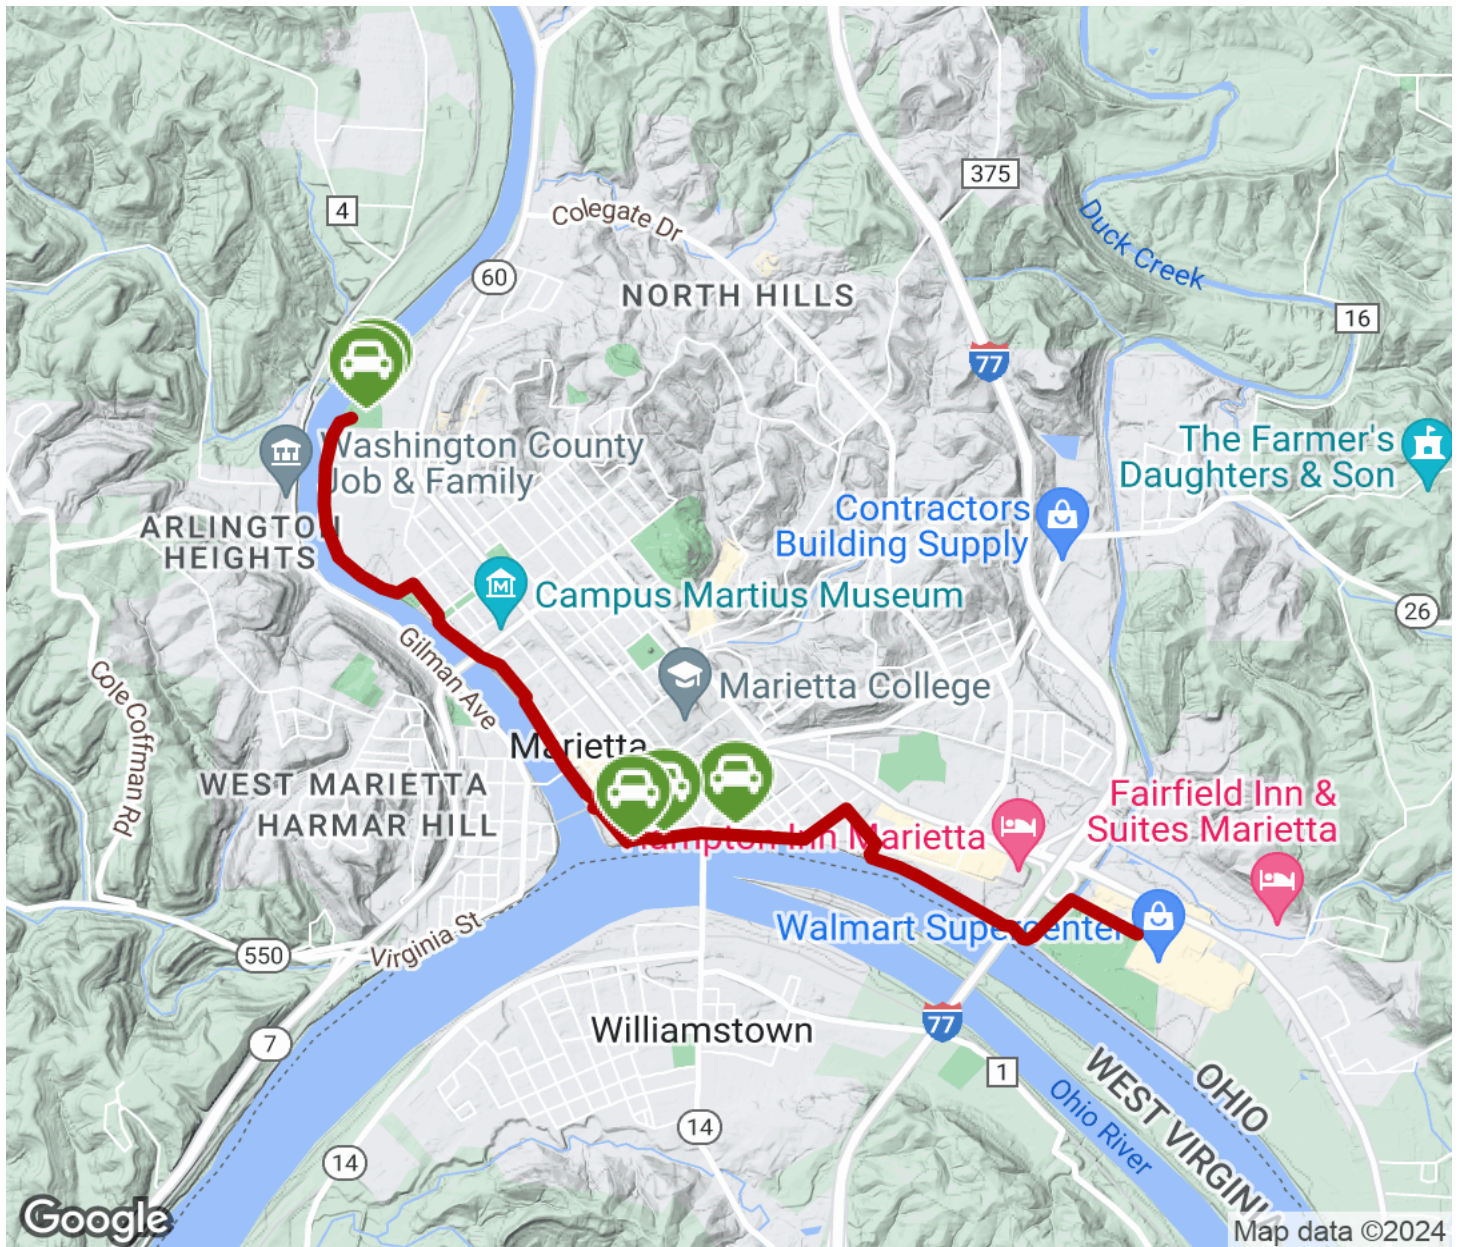 375
4
Duck Creek
Colegate Dr
60
NORTH HILLS
16
77
Washington County
Job & Family
The Farmer's
Daughters & Son
Contractors
Building Supply
ARLINGTON
HEIGHTS
Campus Martius Museum
26
Gilman Ave
Cole Coffman Rd
Marietta College
Marietta
WEST MARIETTA
HARMAR HILL
Fairfield Inn &
Suites Marietta
Hampton Inn Marietta
Walmart Supercenter
Virginia St
550
Williamstown
77
7
1
OHIO
WEST VIRGINIA
Ohio River
14
14
Google
Map data ©2024